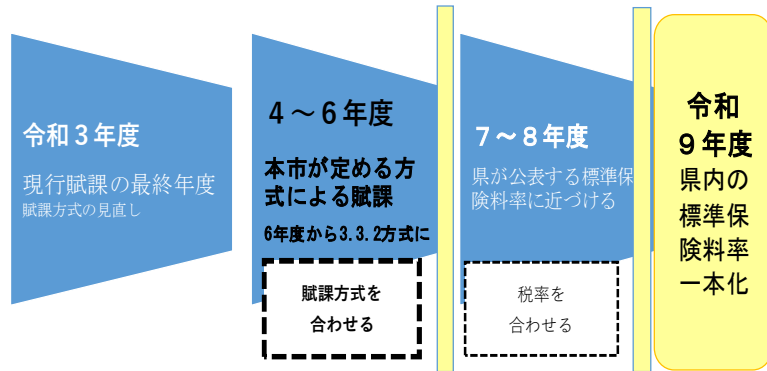 令和３年度
現行賦課の最終年度
賦課方式の見直し
４～６年度
本市が定める方
式による賦課
6年度から3.3.2方式に
賦課方式を
合わせる
７～８年度
県が公表する標準保
険料率に近づける
税率を
合わせる
令和
９年度
県内の
標準保
険料率
一本化